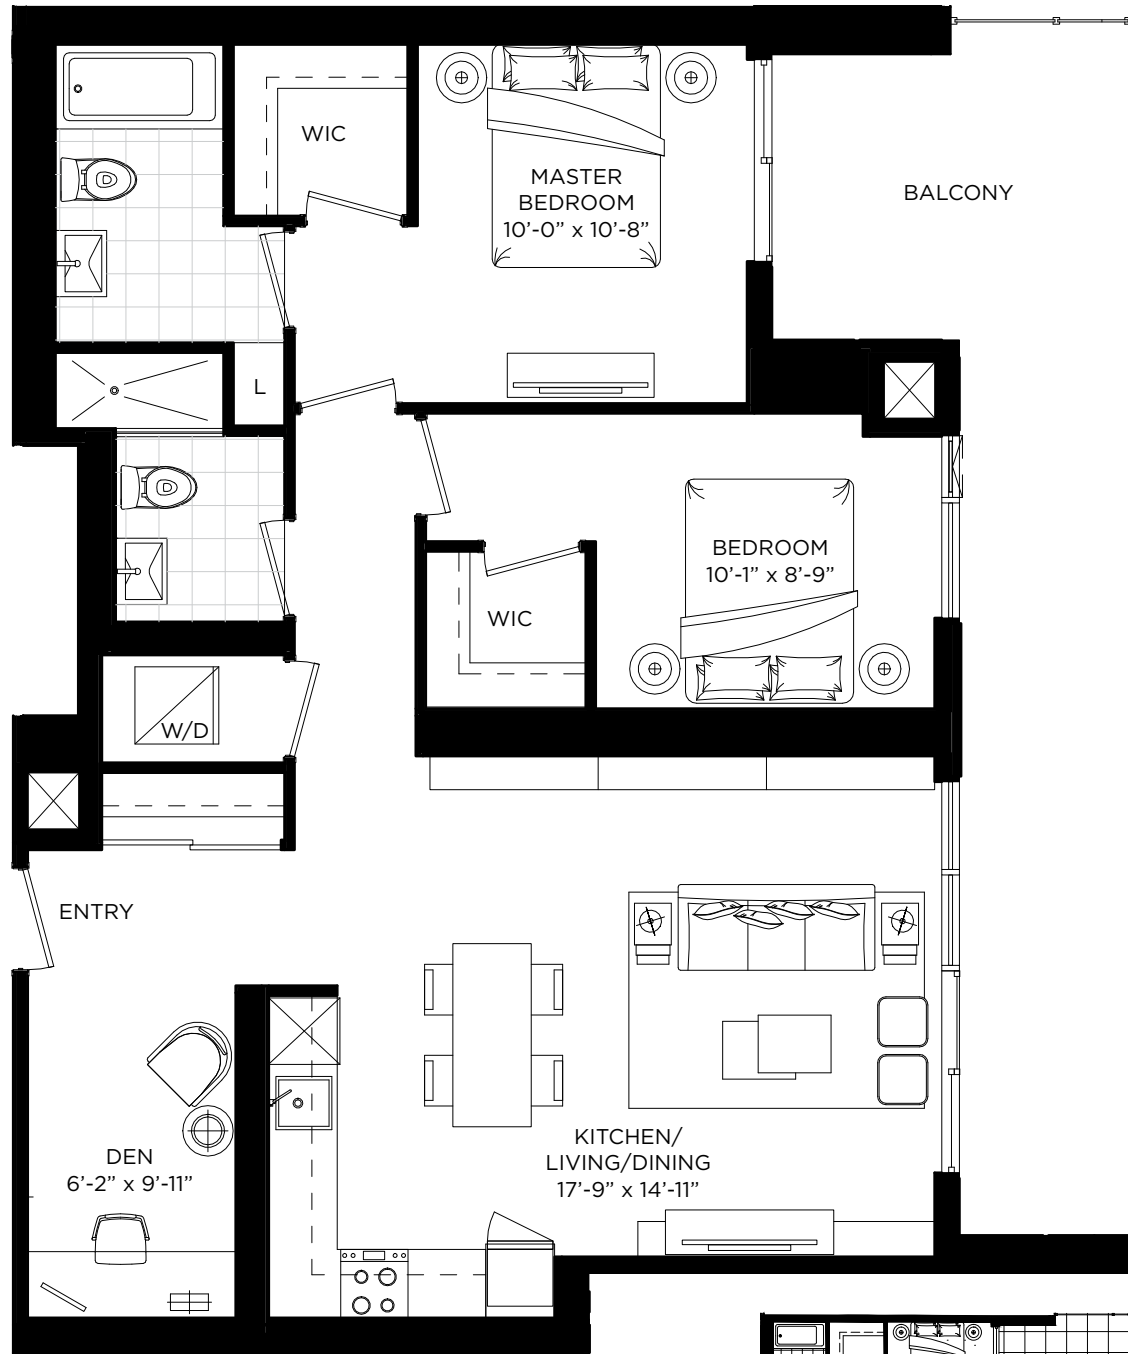 WIC
MASTER
BEDROOM
10'-0” x 10'-8”
BALCONY
L
BEDROOM
10'-1” x 8'-9”
WIC
W/D
ENTRY
DEN
6'-2” x 9'-11”
KITCHEN/
LIVING/DINING
17'-9” x 14'-11”